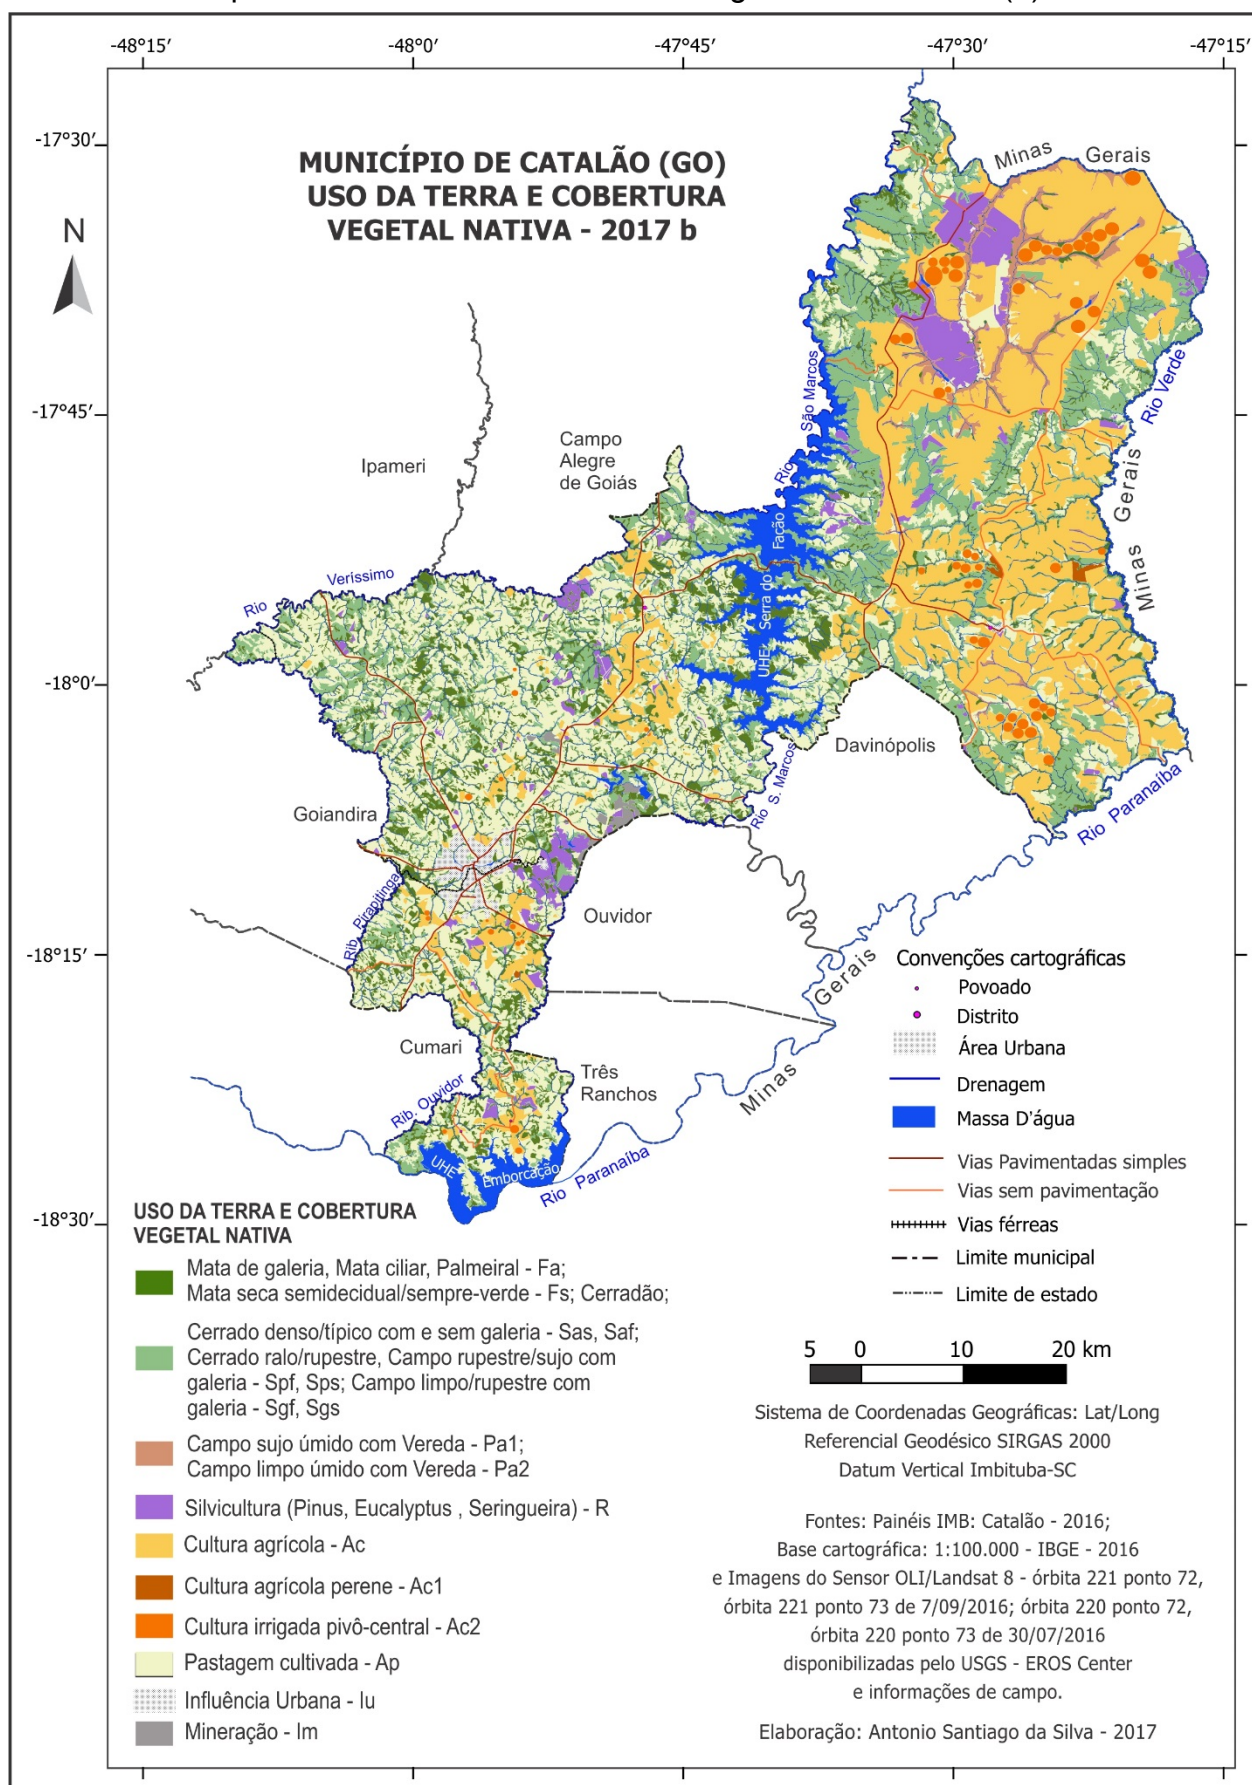 -48°15′ -48°0′ -47°45′ -47°30′ -47°15′
-17°30′
-17°45′
-18°0′
-18°15′
-18°30′
MUNICÍPIO DE CATALÃO (GO)
USO DA TERRA E COBERTURA
VEGETAL NATIVA - 2017 b
N
Minas Gerais
Ipameri
Campo
Alegre
de Goiás
Rio São Marcos
Rio Verde
Minas Gerais
Rio Veríssimo
UHE Serra do Facão
Davinópolis
Rio S. Marcos
Rio Paranaíba
Goiandira
Rib. Pirapitinga
Ouvidor
Minas Gerais
Cumari
Três
Ranchos
Rib. Ouvidor
UHE Emborcação
Rio Paranaíba
Convenções cartográficas
Povoado
Distrito
Área Urbana
Drenagem
Massa D'água
Vias Pavimentadas simples
Vias sem pavimentação
Vias férreas
Limite municipal
Limite de estado
USO DA TERRA E COBERTURA
VEGETAL NATIVA
Mata de galeria, Mata ciliar, Palmeiral - Fa;
Mata seca semidecidual/sempre-verde - Fs; Cerradão;
Cerrado denso/típico com e sem galeria - Sas, Saf;
Cerrado ralo/rupestre, Campo rupestre/sujo com
galeria - Spf, Sps; Campo limpo/rupestre com
galeria - Sgf, Sgs
Campo sujo úmido com Vereda - Pa1;
Campo limpo úmido com Vereda - Pa2
Silvicultura (Pinus, Eucalyptus , Seringueira) - R
Cultura agrícola - Ac
Cultura agrícola perene - Ac1
Cultura irrigada pivô-central - Ac2
Pastagem cultivada - Ap
Influência Urbana - Iu
Mineração - Im
5 0 10 20 km
Sistema de Coordenadas Geográficas: Lat/Long
Referencial Geodésico SIRGAS 2000
Datum Vertical Imbituba-SC
Fontes: Painéis IMB: Catalão - 2016;
Base cartográfica: 1:100.000 - IBGE - 2016
e Imagens do Sensor OLI/Landsat 8 - órbita 221 ponto 72,
órbita 221 ponto 73 de 7/09/2016; órbita 220 ponto 72,
órbita 220 ponto 73 de 30/07/2016
disponibilizadas pelo USGS - EROS Center
e informações de campo.
Elaboração: Antonio Santiago da Silva - 2017